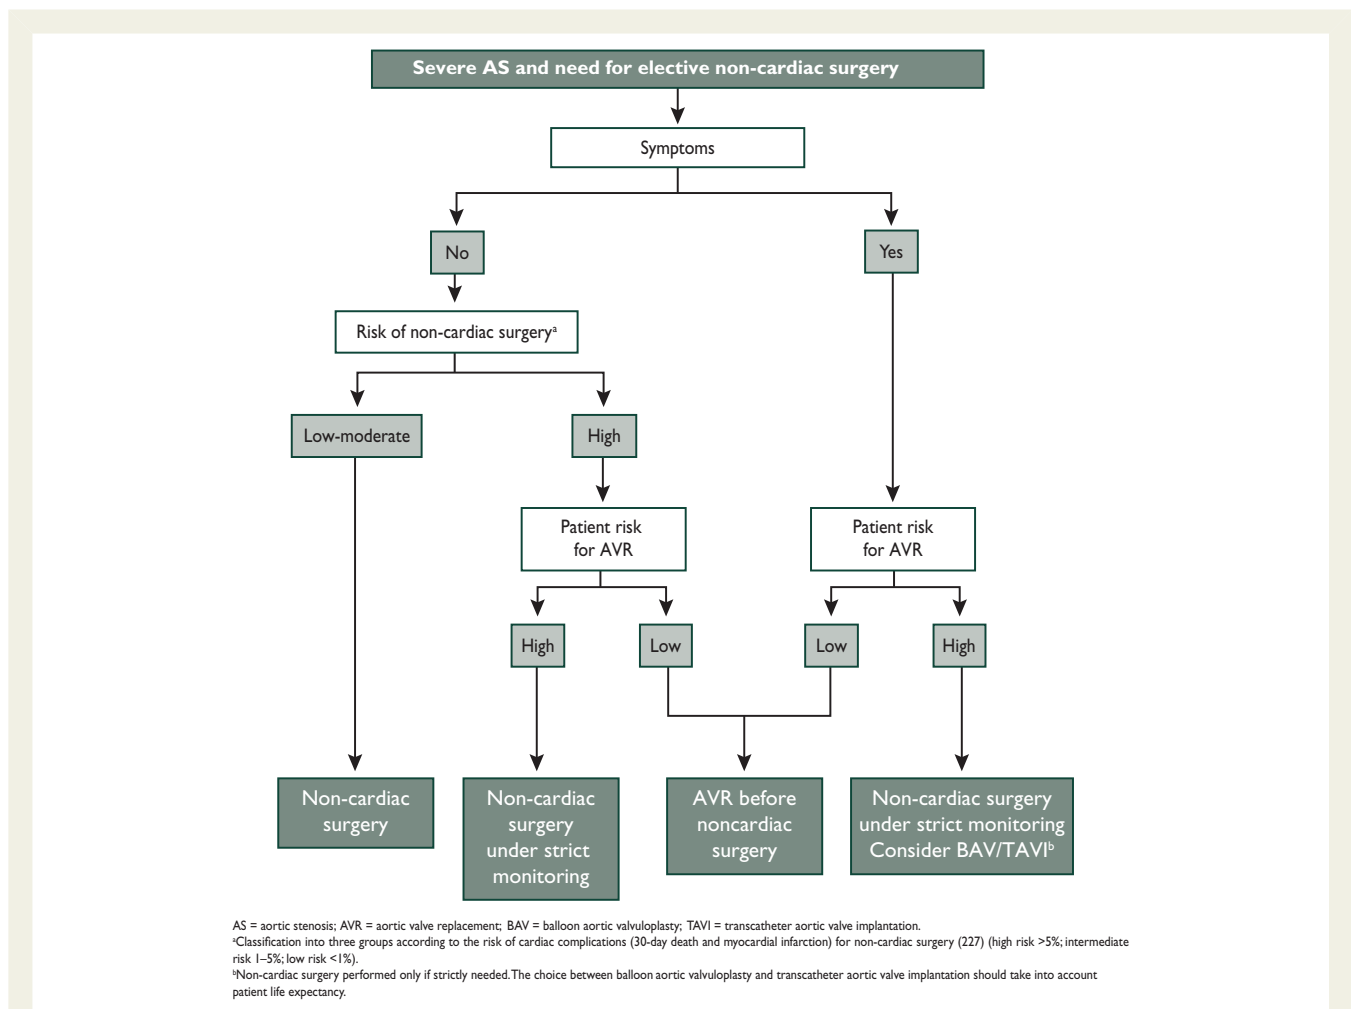 Severe AS and need for elective non-cardiac surgery
Symptoms
No
Yes
Risk of non-cardiac surgeryᵃ
Low-moderate
High
Patient risk
for AVR
Patient risk
for AVR
High
Low
Low
High
Non-cardiac
surgery
Non-cardiac
surgery
under strict
monitoring
AVR before
noncardiac
surgery
Non-cardiac surgery
under strict monitoring
Consider BAV/TAVIᵇ
AS = aortic stenosis; AVR = aortic valve replacement; BAV = balloon aortic valvuloplasty; TAVI = transcatheter aortic valve implantation.
ᵃClassification into three groups according to the risk of cardiac complications (30-day death and myocardial infarction) for non-cardiac surgery (227) (high risk >5%; intermediate
risk 1–5%; low risk <1%).
ᵇNon-cardiac surgery performed only if strictly needed. The choice between balloon aortic valvuloplasty and transcatheter aortic valve implantation should take into account
patient life expectancy.